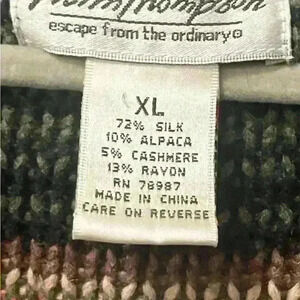 Thompson
escape from the ordinary®
XL
72% SILK
10% ALPACA
5% CASHMERE
13% RAYON
RN 78987
MADE IN CHINA
CARE ON REVERSE